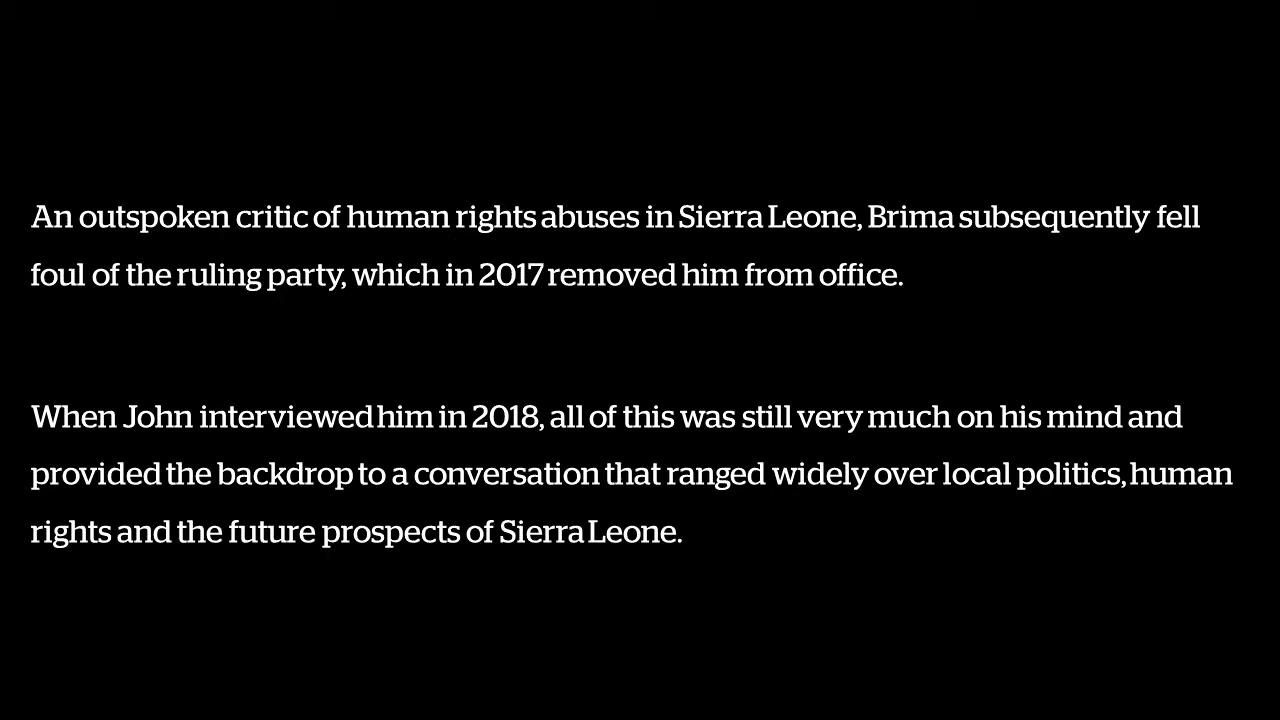 An outspoken critic of human rights abuses in Sierra Leone, Brima subsequently fell
foul of the ruling party, which in 2017 removed him from office.
When John interviewed him in 2018, all of this was still very much on his mind and
provided the backdrop to a conversation that ranged widely over local politics, human
rights and the future prospects of Sierra Leone.